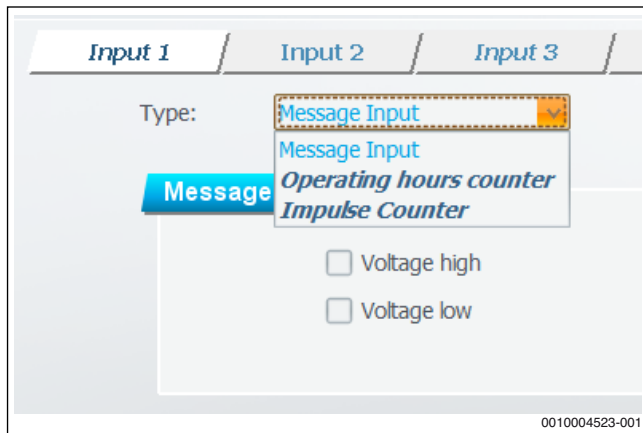 Input 1 Input 2 Input 3
Type: Message Input
Message Input
Operating hours counter
Message
Impulse Counter
Voltage high
Voltage low
0010004523-001